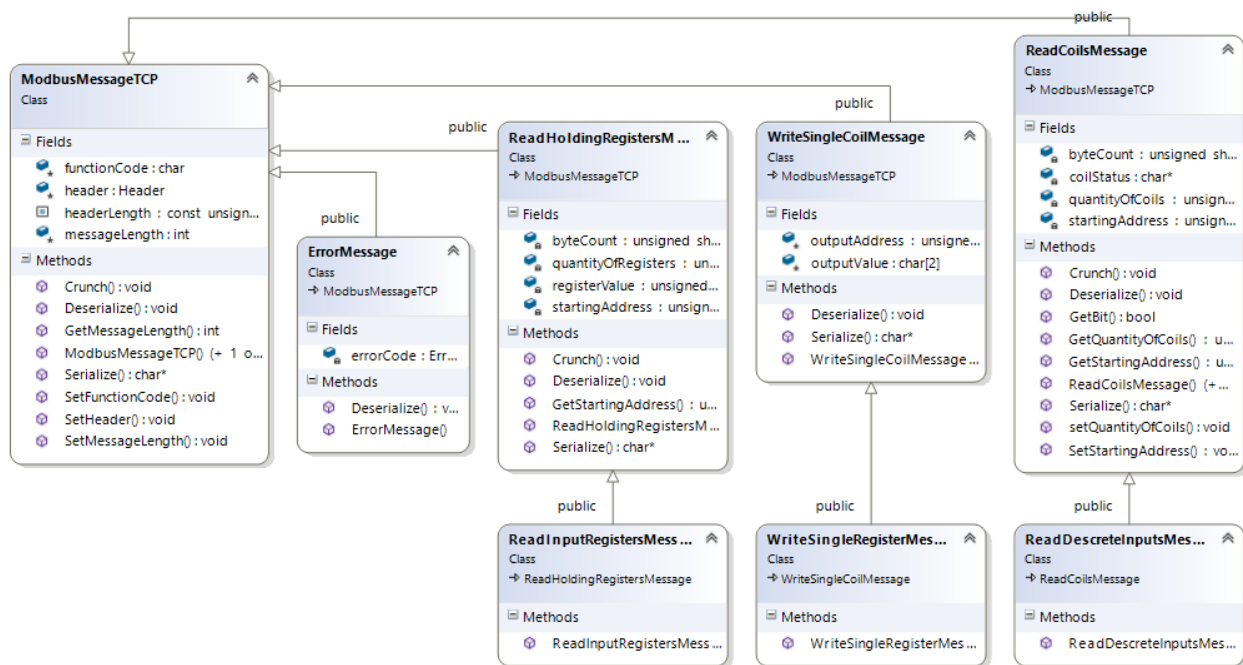 public
ModbusMessageTCP
Class
Fields
functionCode : char
header : Header
headerLength : const unsign...
messageLength : int
Methods
Crunch() : void
Deserialize() : void
GetMessageLength() : int
ModbusMessageTCP() (+ 1 o...
Serialize() : char*
SetFunctionCode() : void
SetHeader() : void
SetMessageLength() : void
public
ErrorMessage
Class
ModbusMessageTCP
Fields
errorCode : Err...
Methods
Deserialize() : v...
ErrorMessage()
public
ReadHoldingRegistersM ...
Class
ModbusMessageTCP
Fields
byteCount : unsigned sh...
quantityOfRegisters : un...
registerValue : unsigned...
startingAddress : unsign...
Methods
Crunch() : void
Deserialize() : void
GetStartingAddress() : u...
ReadHoldingRegistersM...
Serialize() : char*
public
WriteSingleCoilMessage
Class
ModbusMessageTCP
Fields
outputAddress : unsigne...
outputValue : char[2]
Methods
Deserialize() : void
Serialize() : char*
WriteSingleCoilMessage ...
ReadCoilsMessage
Class
ModbusMessageTCP
Fields
byteCount : unsigned sh...
coilStatus : char*
quantityOfCoils : unsign...
startingAddress : unsign...
Methods
Crunch() : void
Deserialize() : void
GetBit() : bool
GetQuantityOfCoils() : u...
GetStartingAddress() : u...
ReadCoilsMessage() (+ ...
Serialize() : char*
setQuantityOfCoils() : void
SetStartingAddress() : vo...
public
ReadInputRegistersMess ...
Class
ReadHoldingRegistersMessage
Methods
ReadInputRegistersMess...
public
WriteSingleRegisterMes...
Class
WriteSingleCoilMessage
Methods
WriteSingleRegisterMes...
public
ReadDescreteInputsMes...
Class
ReadCoilsMessage
Methods
ReadDescreteInputsMes...